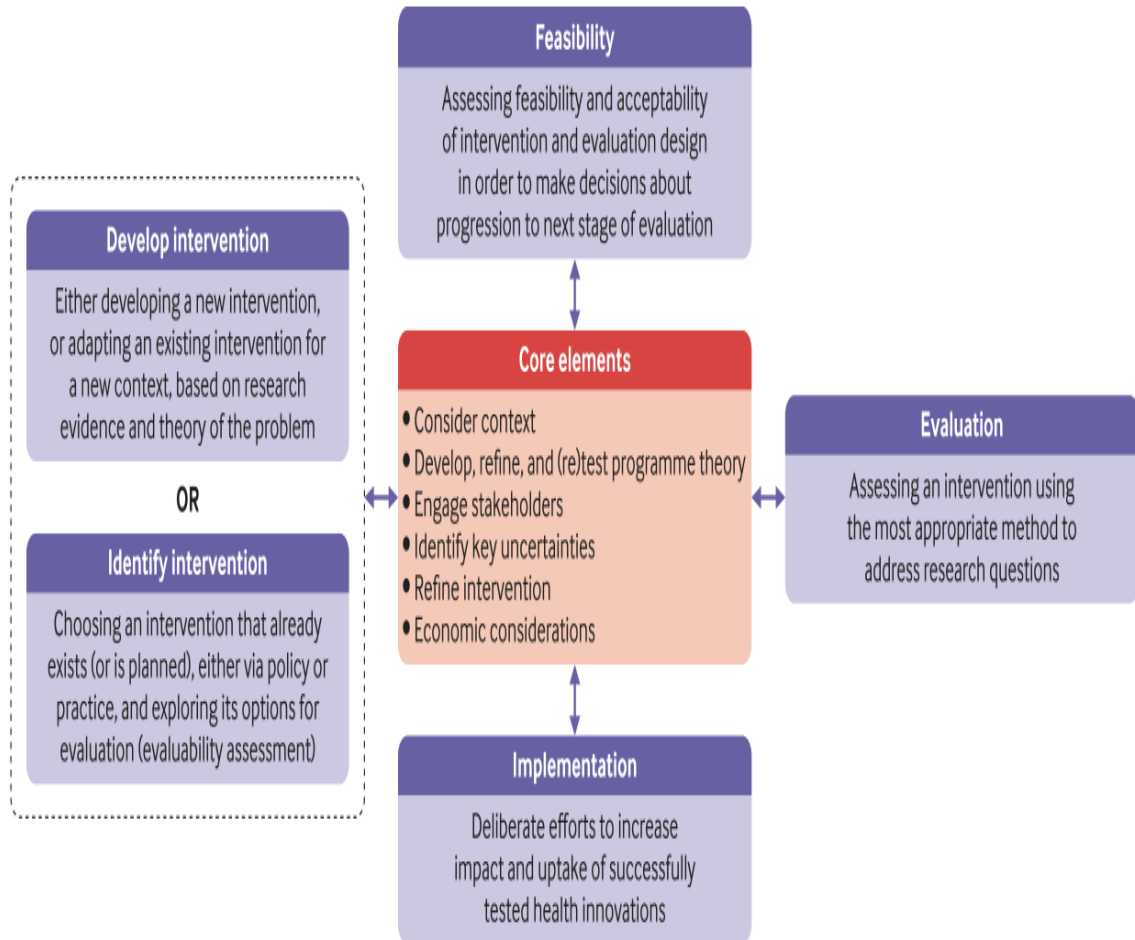 Feasibility
Assessing feasibility and acceptability
of intervention and evaluation design
in order to make decisions about
progression to next stage of evaluation
Develop intervention
Either developing a new intervention,
or adapting an existing intervention for
a new context, based on research
evidence and theory of the problem
OR
Identify intervention
Choosing an intervention that already
exists (or is planned), either via policy or
practice, and exploring its options for
evaluation (evaluability assessment)
Core elements
• Consider context
• Develop, refine, and (re)test programme theory
• Engage stakeholders
• Identify key uncertainties
• Refine intervention
• Economic considerations
Evaluation
Assessing an intervention using
the most appropriate method to
address research questions
Implementation
Deliberate efforts to increase
impact and uptake of successfully
tested health innovations